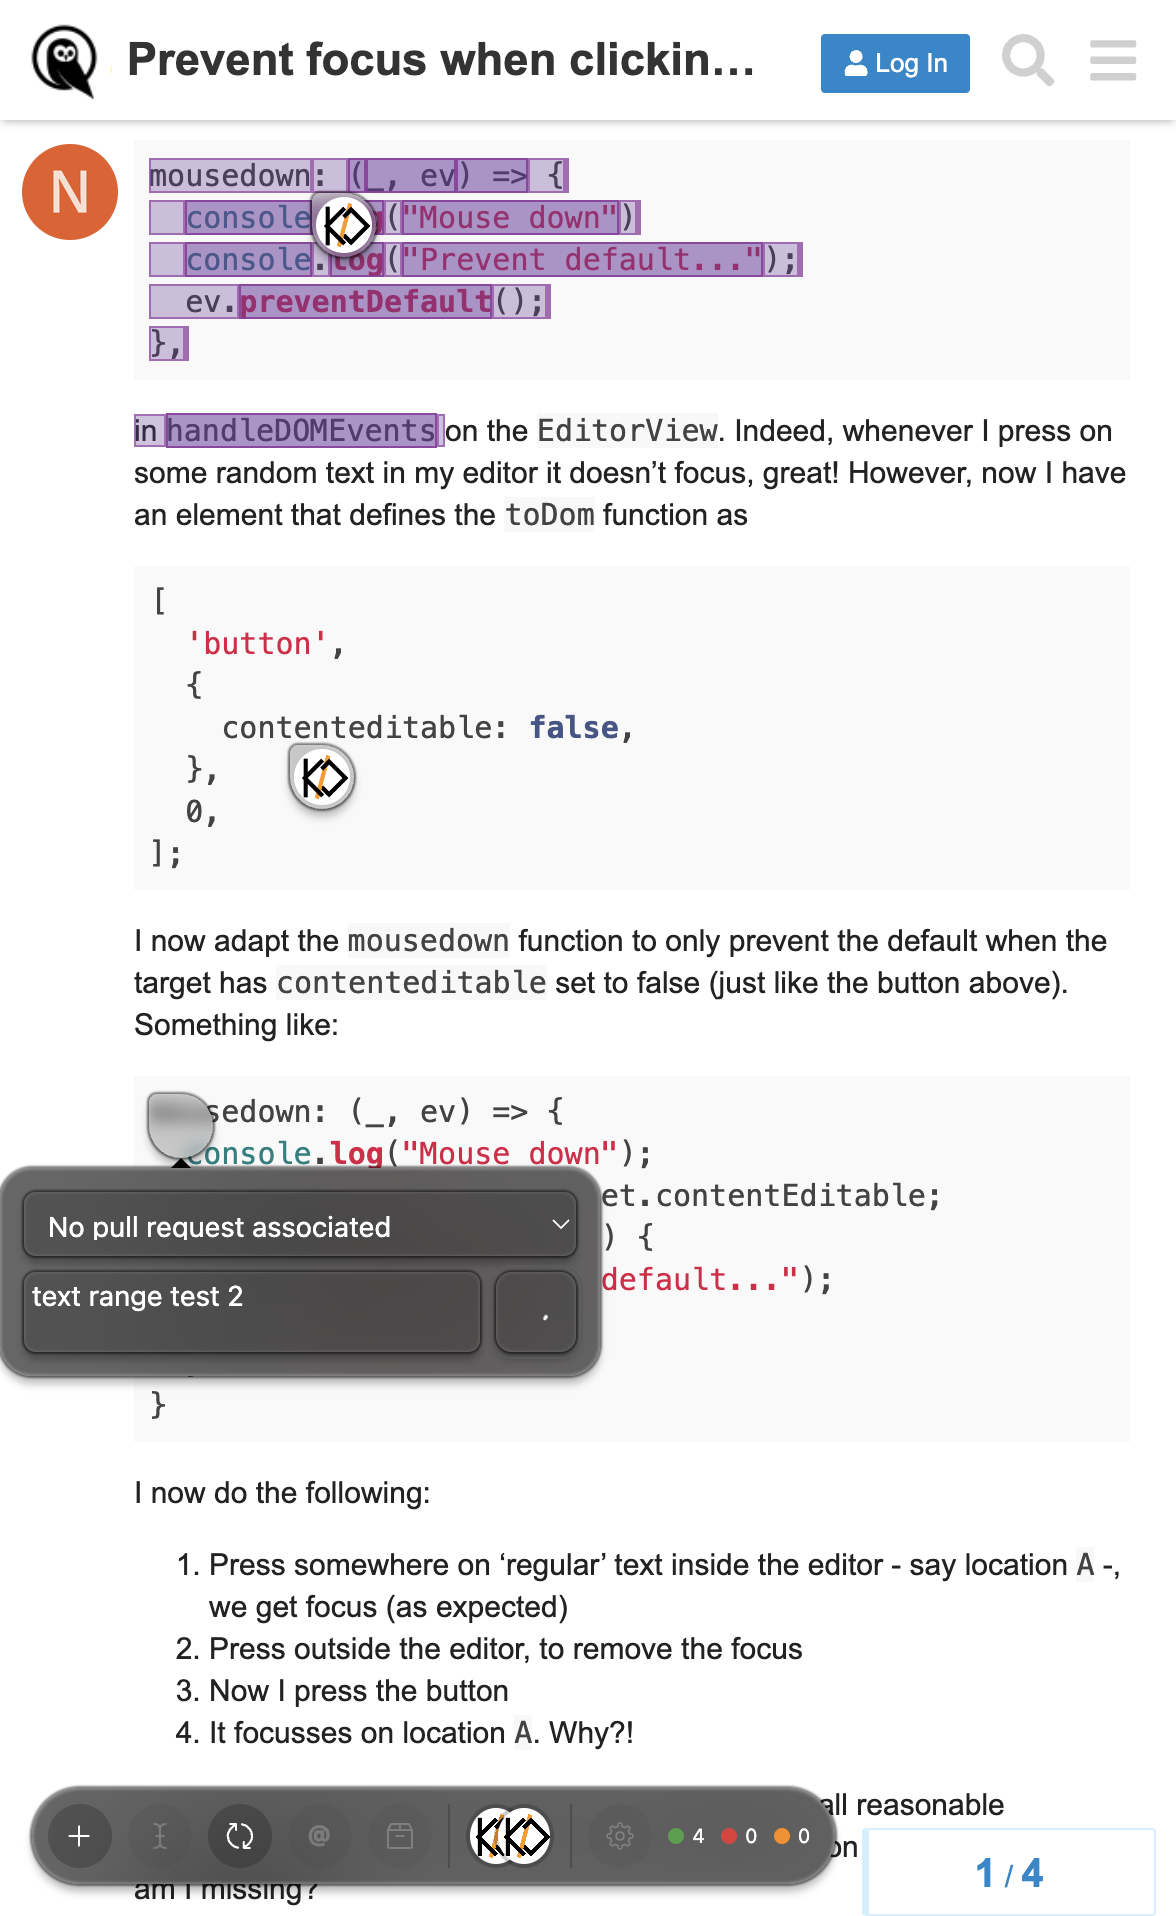 Prevent focus when clickin...
Log In
N
mousedown: (_, ev) => {
console ("Mouse down")
console.log("Prevent default...");
ev.preventDefault();
},
in handleDOMEvents on the EditorView. Indeed, whenever I press on
some random text in my editor it doesn’t focus, great! However, now I have
an element that defines the toDom function as
[
'button',
{
contenteditable: false,
},
0,
];
I now adapt the mousedown function to only prevent the default when the
target has contenteditable set to false (just like the button above).
Something like:
sedown: (_, ev) => {
console.log("Mouse down");
et.contentEditable;
) {
default...");
No pull request associated
text range test 2
}
I now do the following:
1. Press somewhere on ‘regular’ text inside the editor - say location A -,
we get focus (as expected)
2. Press outside the editor, to remove the focus
3. Now I press the button
4. It focusses on location A. Why?!
all reasonable
on
am I missing?
4 0 0
1 / 4